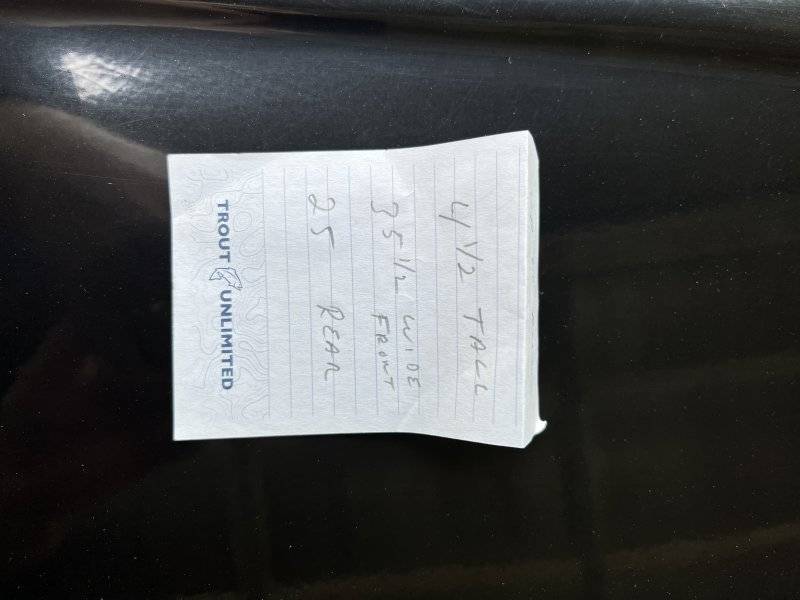 4 1/2 TALL
35 1/2 WIDE
FRONT
25 REAR
TROUT UNLIMITED